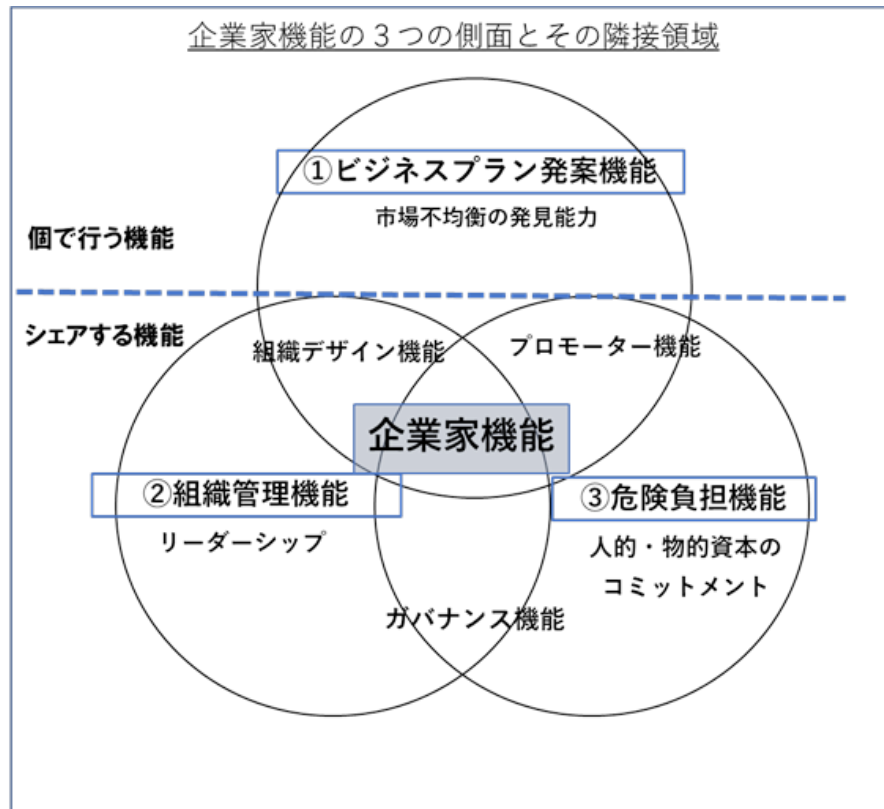 企業家機能の３つの側面とその隣接領域
①ビジネスプラン発案機能
市場不均衡の発見能力
個で行う機能
シェアする機能
組織デザイン機能
プロモーター機能
企業家機能
②組織管理機能
リーダーシップ
③危険負担機能
人的・物的資本の
コミットメント
ガバナンス機能